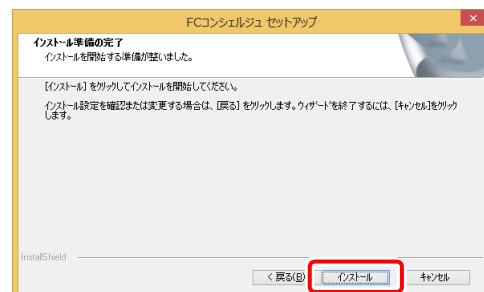 FCコンシェルジュ セットアップ
インストール準備の完了
インストールを開始する準備が整いました。
[インストール] をクリックしてインストールを開始してください。
インストール設定を確認または変更する場合は、[戻る] をクリックします。ウィザードを終了するには、[キャンセル]をクリック
します。
InstallShield
< 戻る(B)
インストール
キャンセル